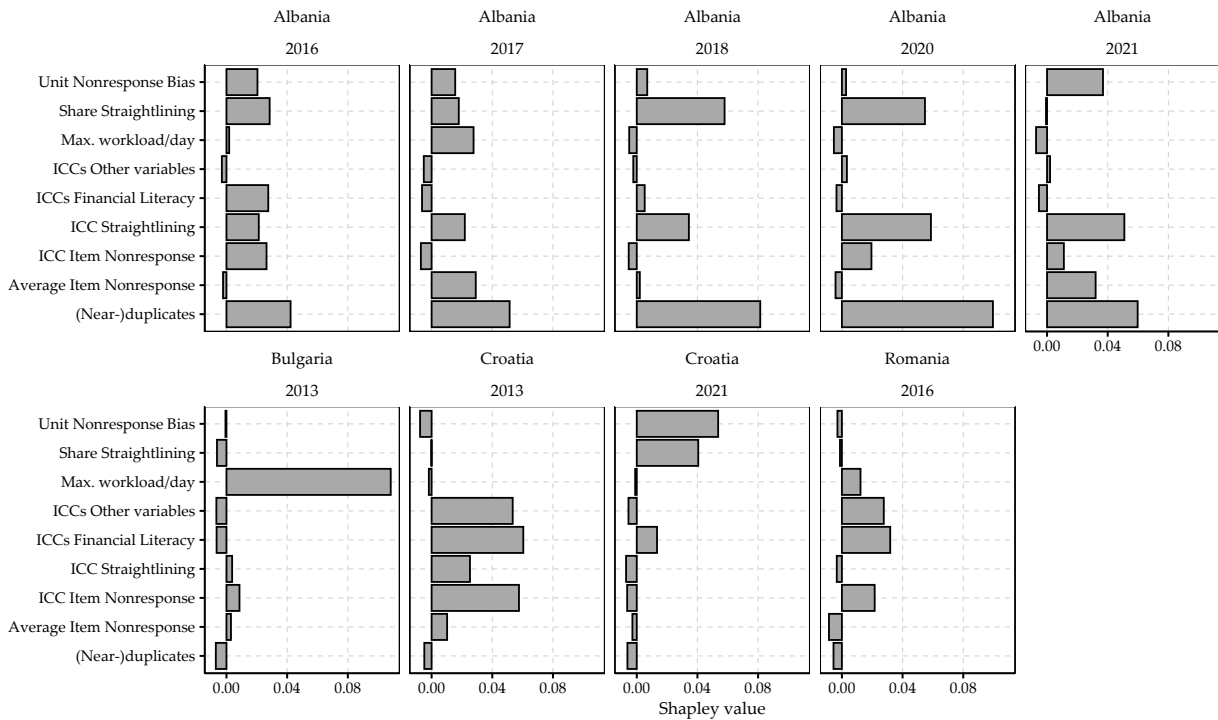 Albania Albania Albania Albania Albania
2016 2017 2018 2020 2021
Unit Nonresponse Bias
Share Straightlining
Max. workload/day
ICCs Other variables
ICCs Financial Literacy
ICC Straightlining
ICC Item Nonresponse
Average Item Nonresponse
(Near-)duplicates
0.00 0.04 0.08
Bulgaria Croatia Croatia Romania
2013 2013 2021 2016
Unit Nonresponse Bias
Share Straightlining
Max. workload/day
ICCs Other variables
ICCs Financial Literacy
ICC Straightlining
ICC Item Nonresponse
Average Item Nonresponse
(Near-)duplicates
0.00 0.04 0.08 0.00 0.04 0.08 0.00 0.04 0.08 0.00 0.04 0.08
Shapley value